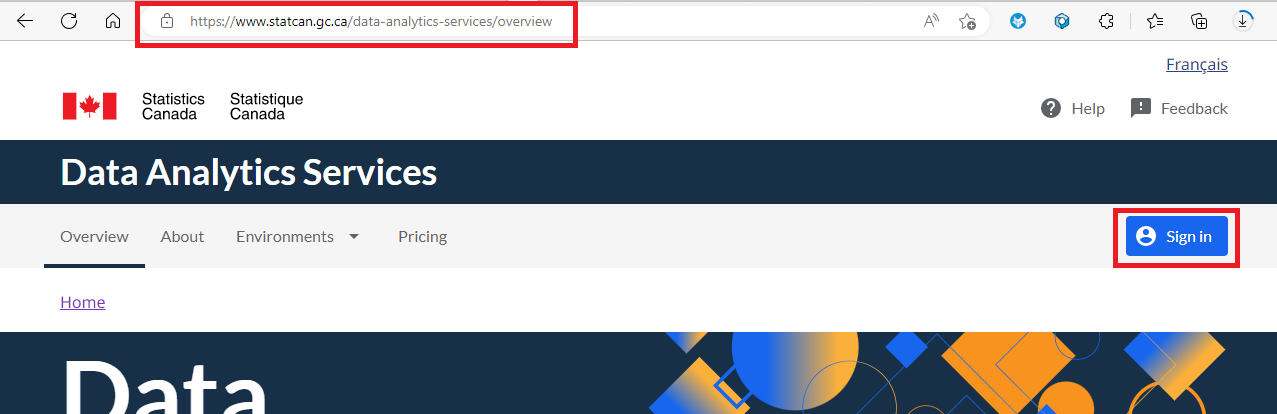 https://www.statcan.gc.ca/data-analytics-services/overview
Français
Statistics Canada
Statistique Canada
Help
Feedback
Data Analytics Services
Overview
About
Environments
Pricing
Sign in
Home
Data